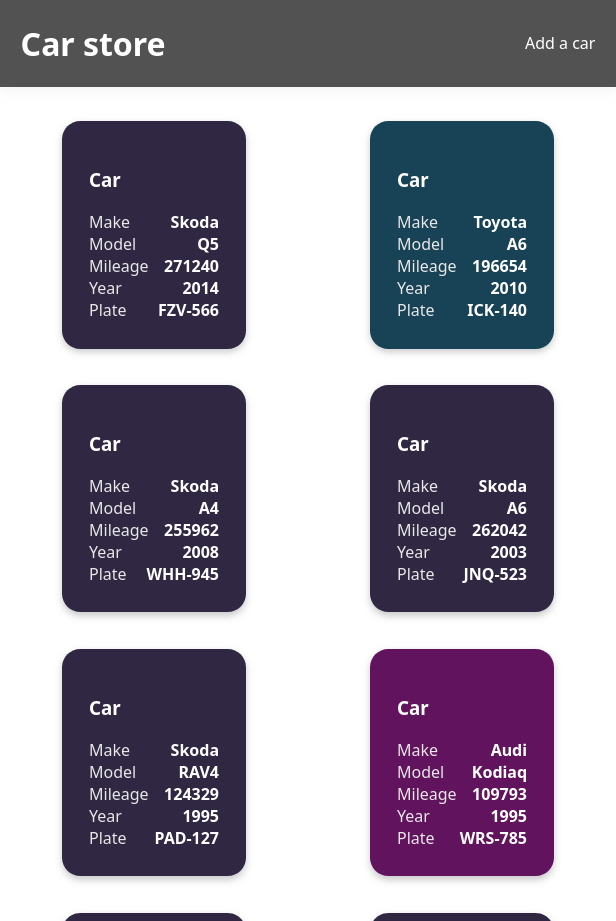 Car store
Add a car
Car
Make Skoda
Model Q5
Mileage 271240
Year 2014
Plate FZV-566
Car
Make Toyota
Model A6
Mileage 196654
Year 2010
Plate ICK-140
Car
Make Skoda
Model A4
Mileage 255962
Year 2008
Plate WHH-945
Car
Make Skoda
Model A6
Mileage 262042
Year 2003
Plate JNQ-523
Car
Make Skoda
Model RAV4
Mileage 124329
Year 1995
Plate PAD-127
Car
Make Audi
Model Kodiaq
Mileage 109793
Year 1995
Plate WRS-785